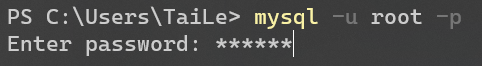 PS C:\Users\TaiLe> mysql -u root -p
Enter password: ******